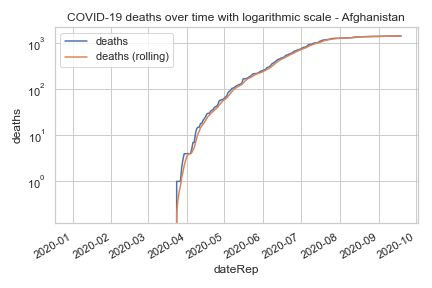 COVID-19 deaths over time with logarithmic scale - Afghanistan
deaths
deaths (rolling)
deaths
10³
10²
10¹
10⁰
2020-01 2020-02 2020-03 2020-04 2020-05 2020-06 2020-07 2020-08 2020-09 2020-10
dateRep